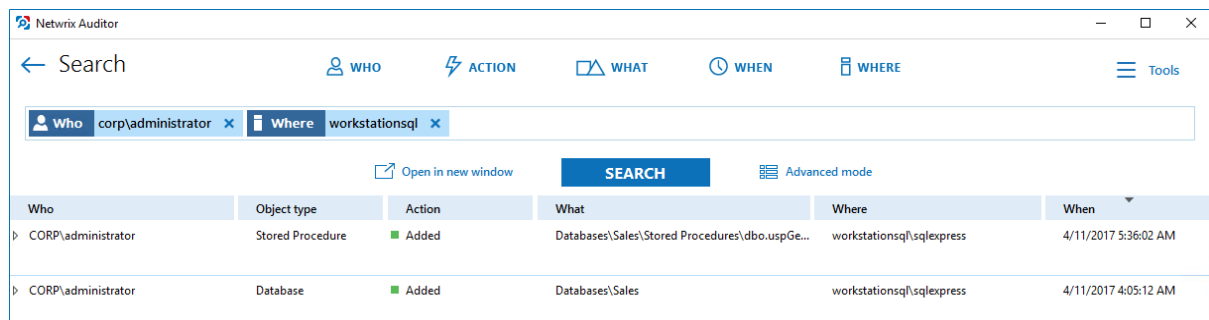 Netwrix Auditor
Search WHO ACTION WHAT WHEN WHERE Tools
Who corp\administrator Where workstationsql
Open in new window SEARCH Advanced mode
Who Object type Action What Where When
CORP\administrator Stored Procedure Added Databases\Sales\Stored Procedures\dbo.uspGe... workstationsql\sqlexpress 4/11/2017 5:36:02 AM
CORP\administrator Database Added Databases\Sales workstationsql\sqlexpress 4/11/2017 4:05:12 AM